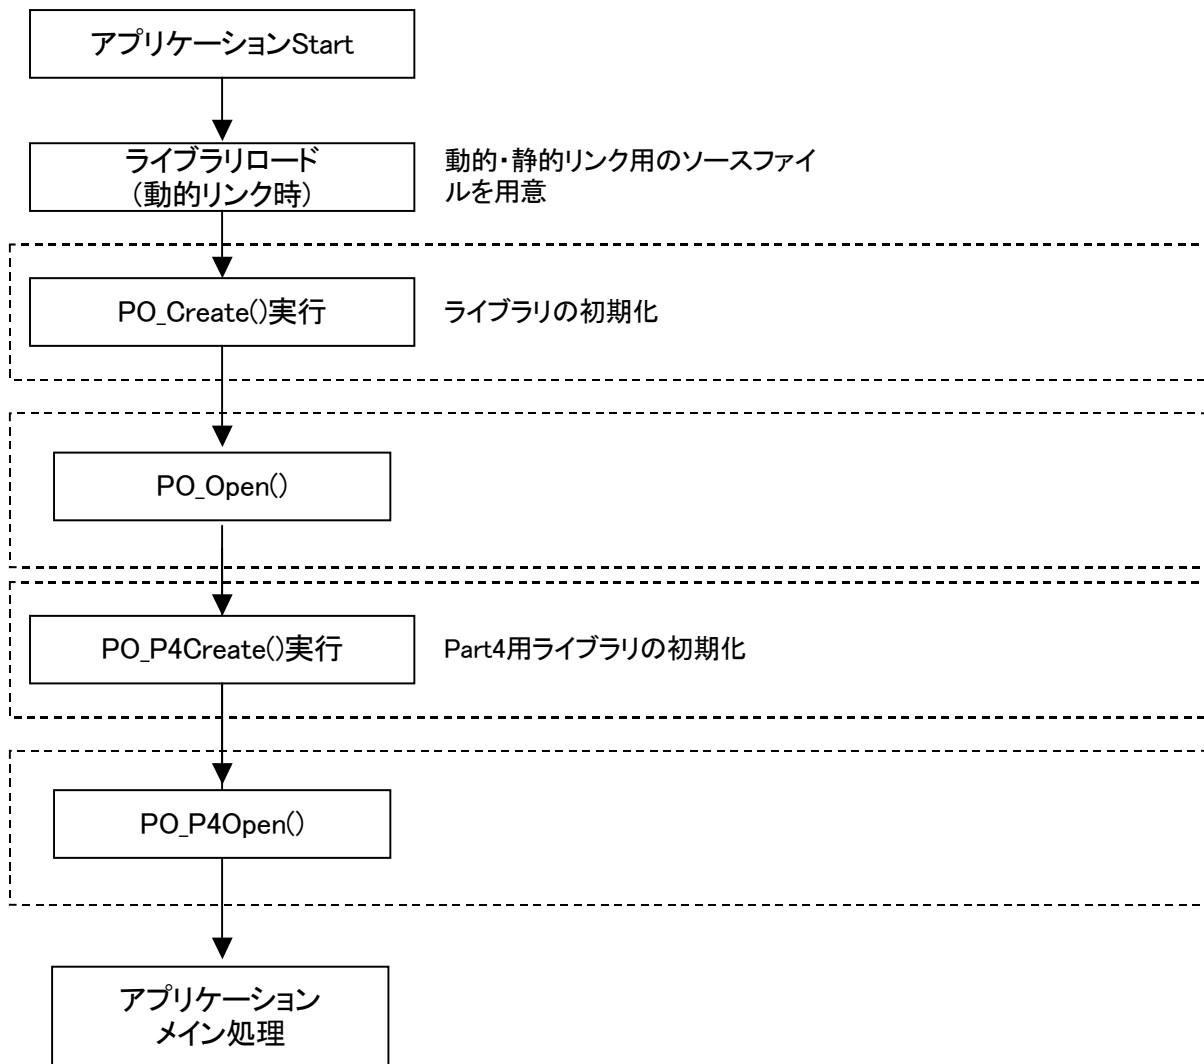 アプリケーションStart
ライブラリロード
(動的リンク時)
動的・静的リンク用のソースファイ
ルを用意
PO_Create()実行
ライブラリの初期化
PO_Open()
PO_P4Create()実行
Part4用ライブラリの初期化
PO_P4Open()
アプリケーション
メイン処理